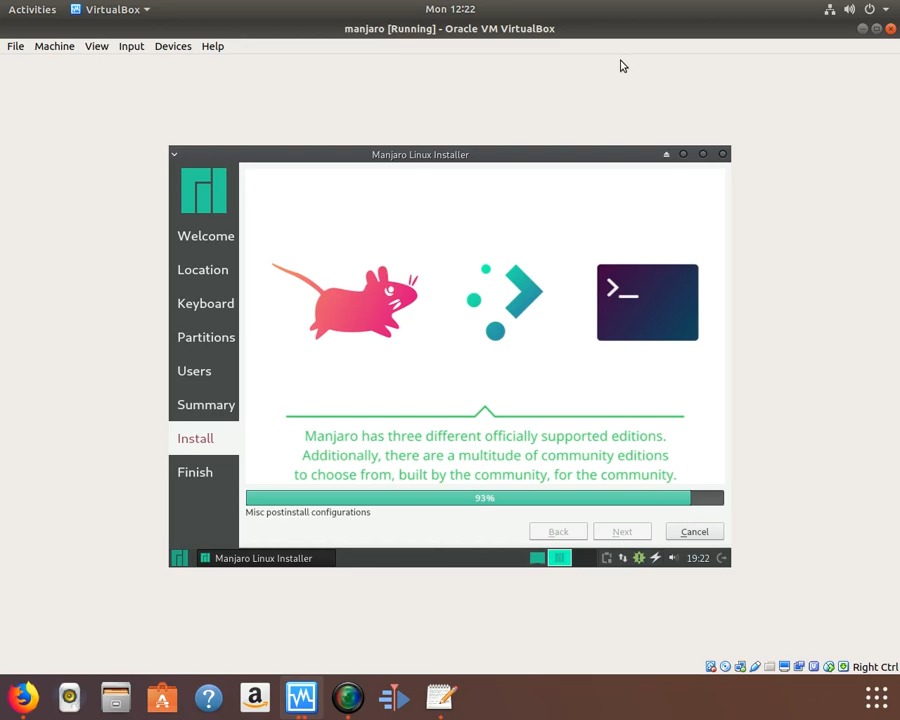 Activities VirtualBox Mon 12:22
manjaro [Running] - Oracle VM VirtualBox
File Machine View Input Devices Help
Manjaro Linux Installer
Welcome
Location
Keyboard
Partitions
Users
Summary
Install
Finish
>_
Manjaro has three different officially supported editions.
Additionally, there are a multitude of community editions
to choose from, built by the community, for the community.
93%
Misc postinstall configurations
Back Next Cancel
Manjaro Linux Installer 19:22
Right Ctrl